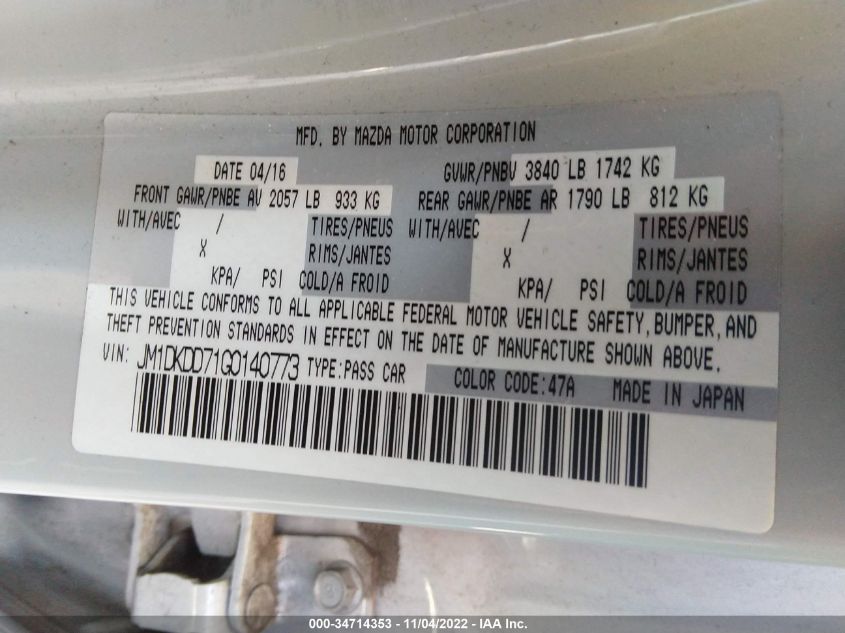 MFD. BY MAZDA MOTOR CORPORATION
DATE 04/16 GVWR/PNBV 3840 LB 1742 KG
FRONT GAWR/PNBE AV 2057 LB 933 KG REAR GAWR/PNBE AR 1790 LB 812 KG
WITH/AVEC / TIRES/PNEUS WITH/AVEC / TIRES/PNEUS
X RIMS/JANTES X RIMS/JANTES
KPA/ PSI COLD/A FROID KPA/ PSI COLD/A FROID
THIS VEHICLE CONFORMS TO ALL APPLICABLE FEDERAL MOTOR VEHICLE SAFETY, BUMPER, AND
THEFT PREVENTION STANDARDS IN EFFECT ON THE DATE OF MANUFACTURE SHOWN ABOVE.
VIN: JM1DKDD71G0140773 TYPE:PASS CAR COLOR CODE:47A MADE IN JAPAN
000-34714353 - 11/04/2022 - IAA Inc.